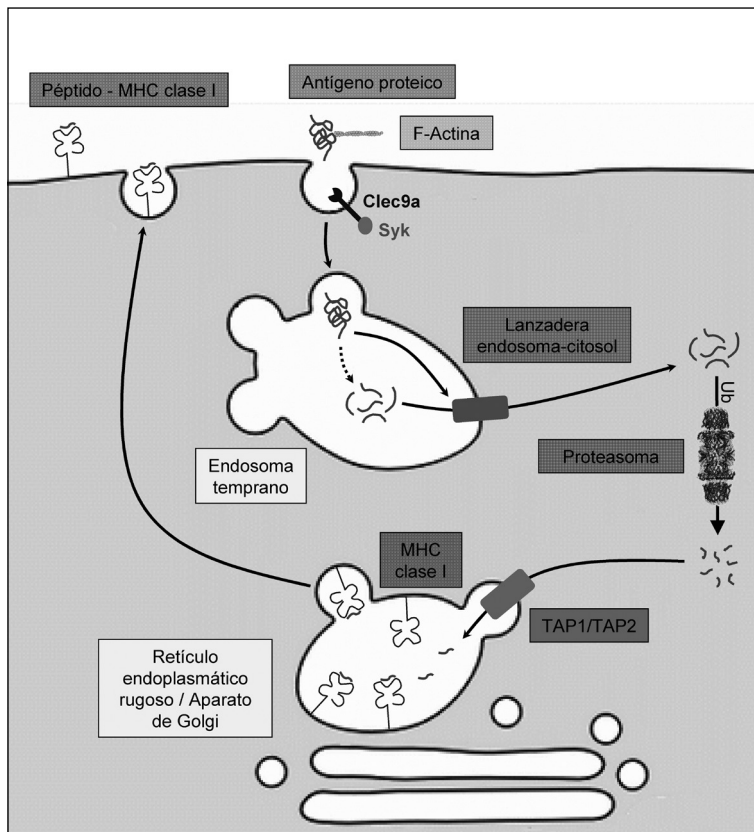 Péptido - MHC clase I
Antígeno proteico
F-Actina
Clec9a
Syk
Lanzadera
endosoma-citosol
Ub
Proteasoma
Endosoma
temprano
MHC
clase I
TAP1/TAP2
Retículo
endoplasmático
rugoso / Aparato
de Golgi